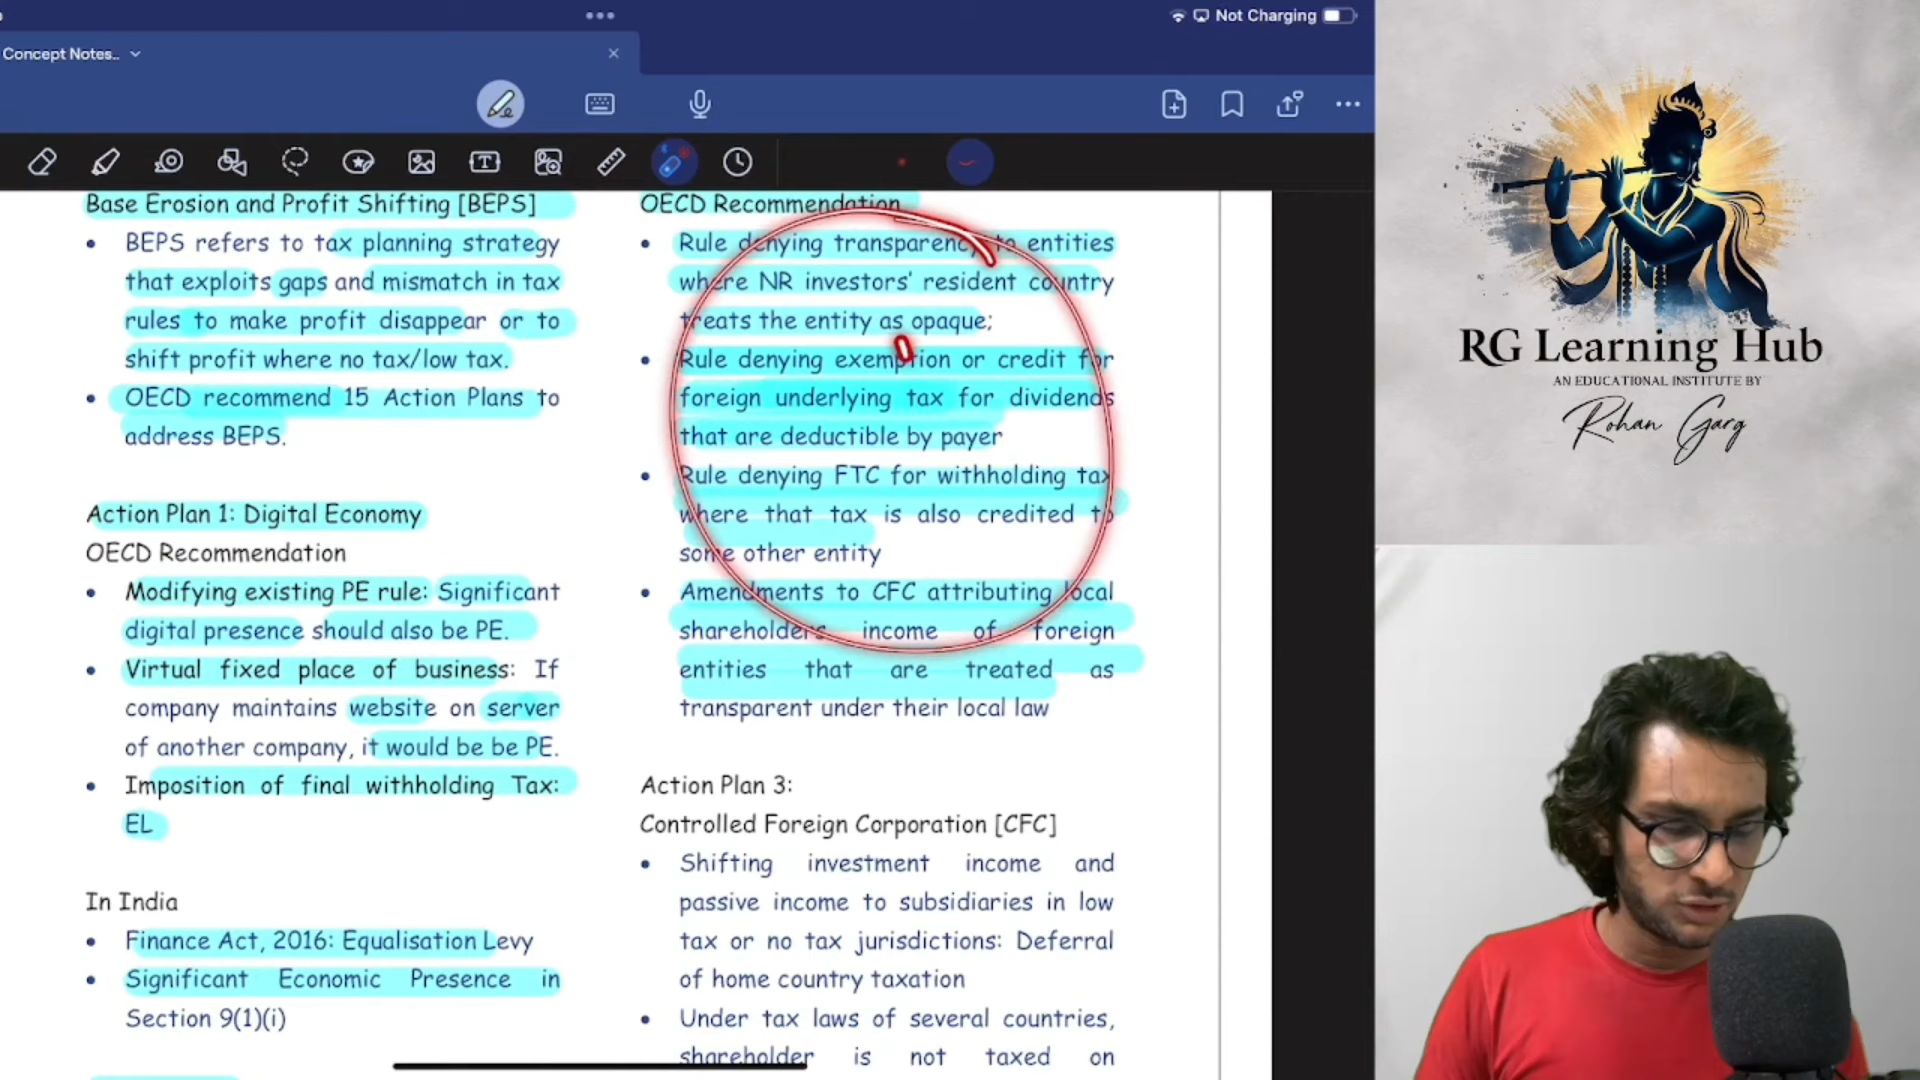 Not Charging
Concept Notes..
Base Erosion and Profit Shifting [BEPS]
• BEPS refers to tax planning strategy
that exploits gaps and mismatch in tax
rules to make profit disappear or to
shift profit where no tax/low tax.
• OECD recommend 15 Action Plans to
address BEPS.
Action Plan 1: Digital Economy
OECD Recommendation
• Modifying existing PE rule: Significant
digital presence should also be PE.
• Virtual fixed place of business: If
company maintains website on server
of another company, it would be be PE.
• Imposition of final withholding Tax:
EL
In India
• Finance Act, 2016: Equalisation Levy
• Significant Economic Presence in
Section 9(1)(i)
OECD Recommendation
• Rule denying transparency to entities
where NR investors' resident country
treats the entity as opaque;
• Rule denying exemption or credit for
foreign underlying tax for dividends
that are deductible by payer
• Rule denying FTC for withholding tax
where that tax is also credited to
some other entity
• Amendments to CFC attributing local
shareholders income of foreign
entities that are treated as
transparent under their local law
Action Plan 3:
Controlled Foreign Corporation [CFC]
• Shifting investment income and
passive income to subsidiaries in low
tax or no tax jurisdictions: Deferral
of home country taxation
• Under tax laws of several countries,
shareholder is not taxed on
RG Learning Hub
AN EDUCATIONAL INSTITUTE BY
Rohan Garg